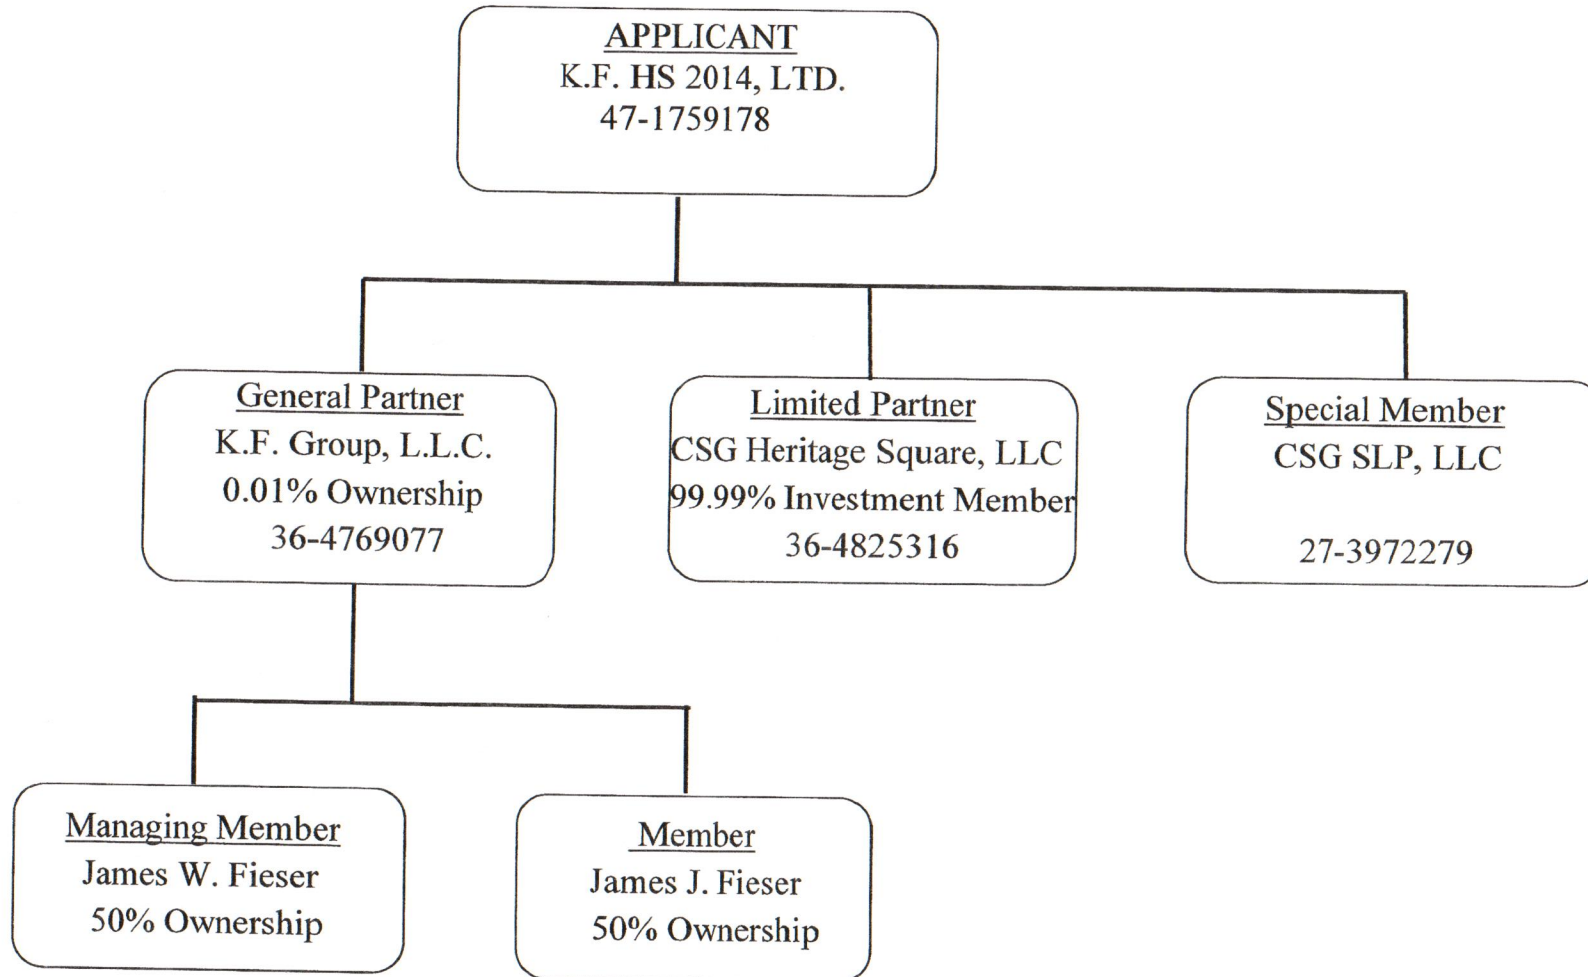 APPLICANT
K.F. HS 2014, LTD.
47-1759178
General Partner
K.F. Group, L.L.C.
0.01% Ownership
36-4769077
Limited Partner
CSG Heritage Square, LLC
99.99% Investment Member
36-4825316
Special Member
CSG SLP, LLC
27-3972279
Managing Member
James W. Fieser
50% Ownership
Member
James J. Fieser
50% Ownership